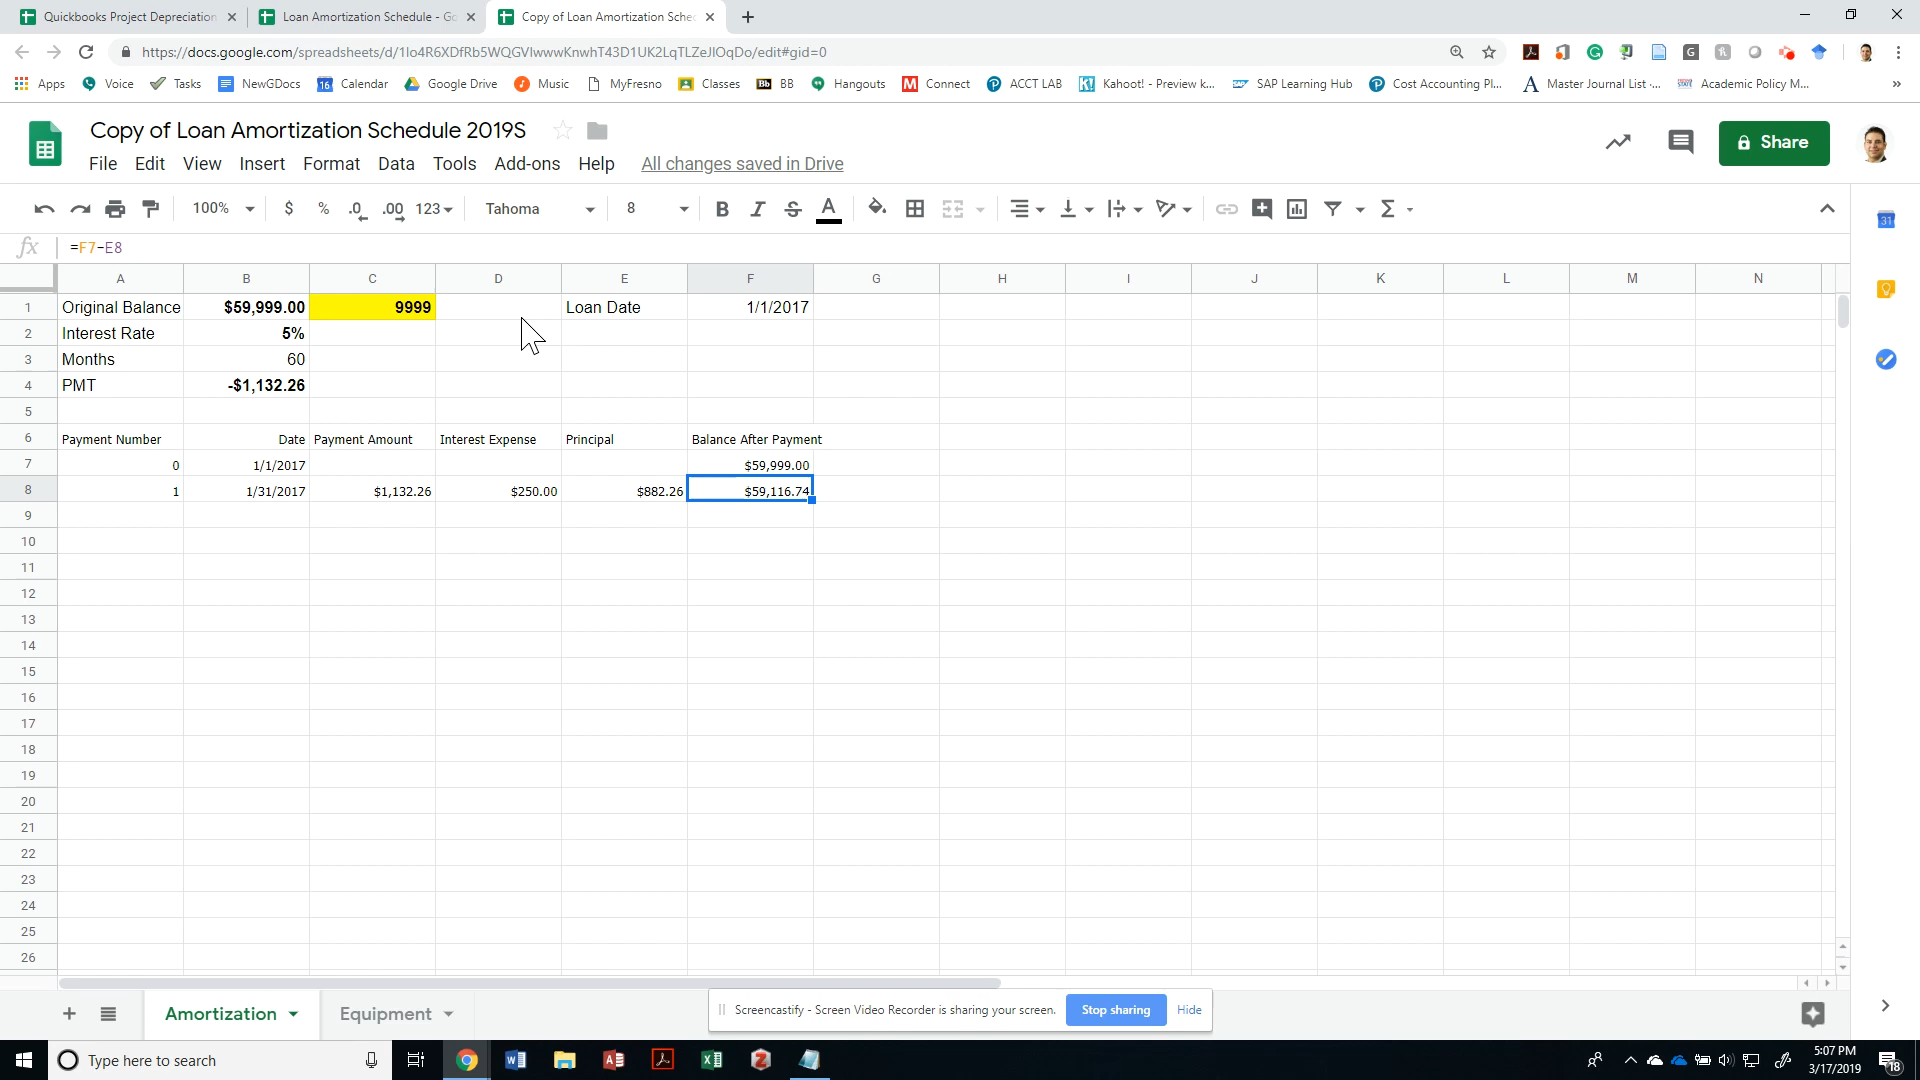 Quickbooks Project Depreciation
Loan Amortization Schedule - Go
Copy of Loan Amortization Sche
https://docs.google.com/spreadsheets/d/1Io4R6XDfRb5WQGVlwwwKnwhT43D1UK2LqTLZeJIOqDo/edit#gid=0
Apps Voice Tasks NewGDocs Calendar Google Drive Music MyFresno Classes BB Hangouts Connect ACCT LAB Kahoot! - Preview k... SAP Learning Hub Cost Accounting Pl... Master Journal List -... Academic Policy M... »
Copy of Loan Amortization Schedule 2019S
Share
File Edit View Insert Format Data Tools Add-ons Help All changes saved in Drive
100% $ % .0 .00 123 Tahoma 8 B I S A Σ
31
fx =F7-E8
A B C D E F G H I J K L M N
1 Original Balance $59,999.00 9999 Loan Date 1/1/2017
2 Interest Rate 5%
3 Months 60
4 PMT -$1,132.26
5
6 Payment Number Date Payment Amount Interest Expense Principal Balance After Payment
7 0 1/1/2017 $59,999.00
8 1 1/31/2017 $1,132.26 $250.00 $882.26 $59,116.74
9
10
11
12
13
14
15
16
17
18
19
20
21
22
23
24
25
26
Amortization Equipment
Screencastify - Screen Video Recorder is sharing your screen. Stop sharing Hide
Type here to search
5:07 PM
3/17/2019
18